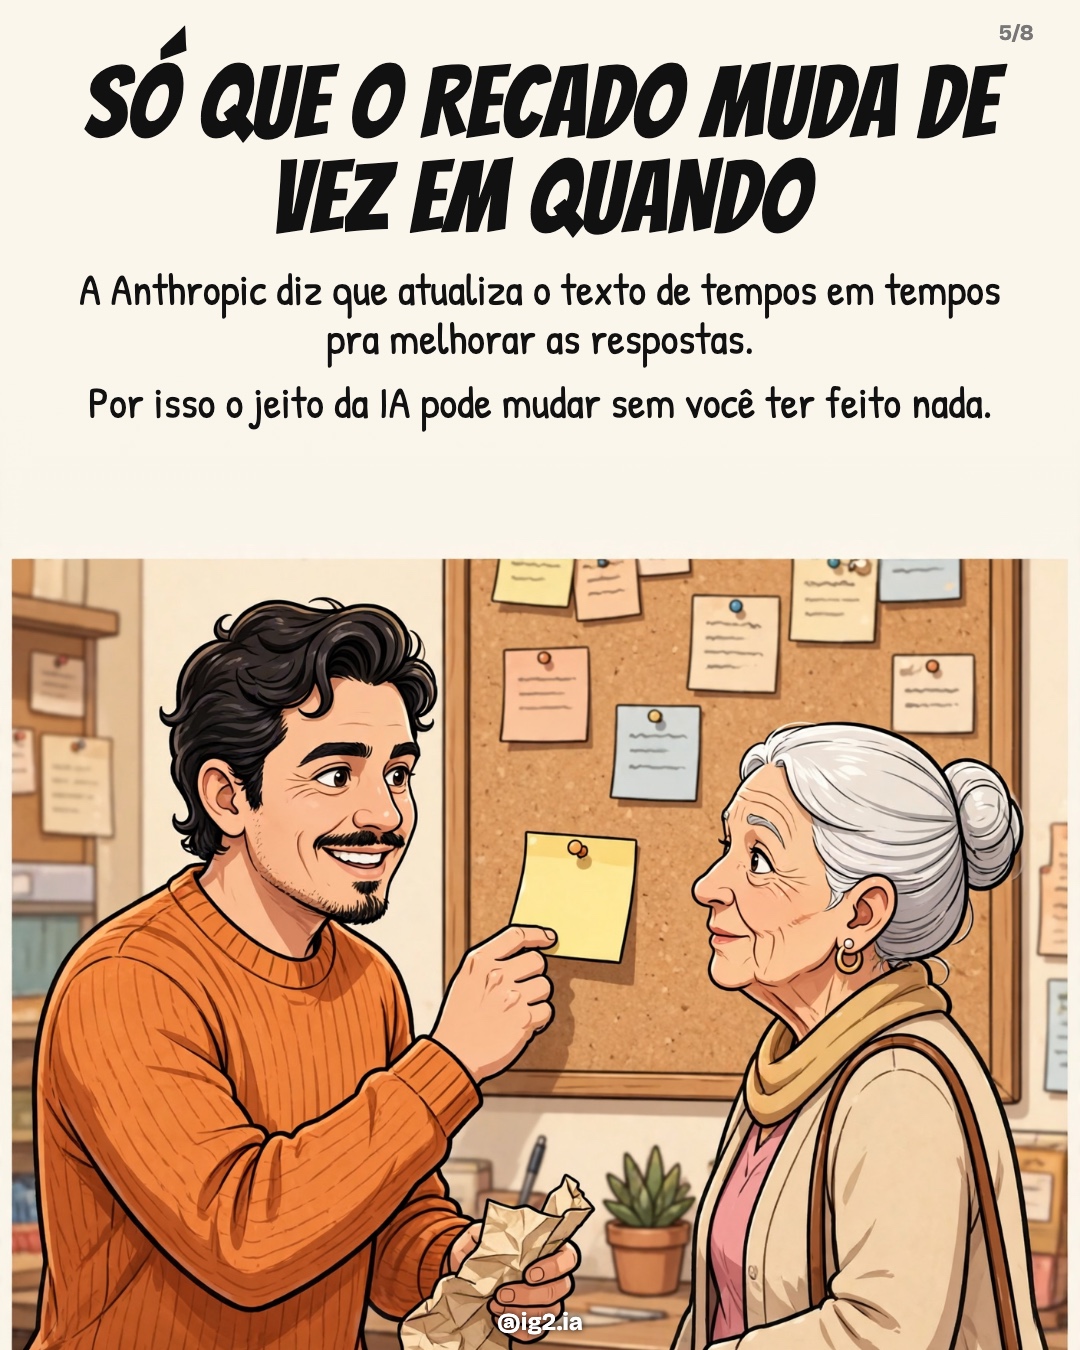 5/8
SÓ QUE O RECADO MUDA DE
VEZ EM QUANDO
A Anthropic diz que atualiza o texto de tempos em tempos
pra melhorar as respostas.
Por isso o jeito da IA pode mudar sem você ter feito nada.
@ig2.ia